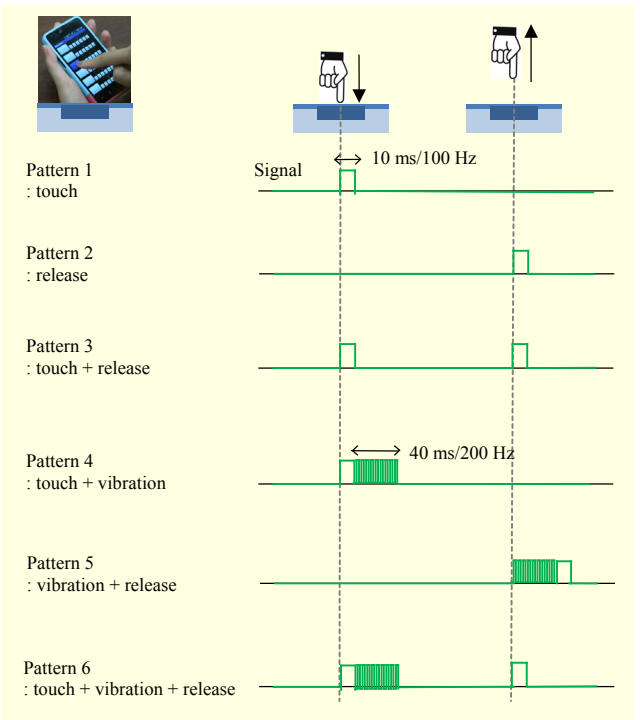 Pattern 1
: touch
Signal
10 ms/100 Hz
Pattern 2
: release
Pattern 3
: touch + release
Pattern 4
: touch + vibration
40 ms/200 Hz
Pattern 5
: vibration + release
Pattern 6
: touch + vibration + release